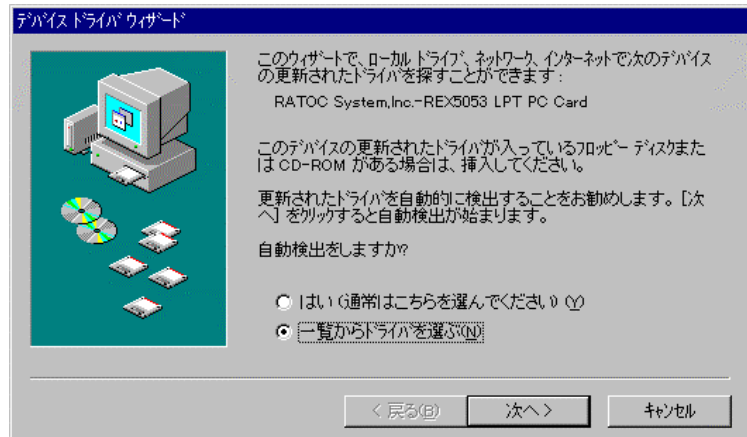 ﾃﾞﾊﾞｲｽ ﾄﾞﾗｲﾊﾞ ｳｨｻﾞｰﾄﾞ
このｳｨｻﾞｰﾄﾞで、ﾛｰｶﾙ ﾄﾞﾗｲﾌﾞ、ﾈｯﾄﾜｰｸ、ｲﾝﾀｰﾈｯﾄで次のﾃﾞﾊﾞｲｽ
の更新されたﾄﾞﾗｲﾊﾞを探すことができます:
RATOC System,Inc.-REX5053 LPT PC Card
このﾃﾞﾊﾞｲｽの更新されたﾄﾞﾗｲﾊﾞが入っているﾌﾛｯﾋﾟｰ ﾃﾞｨｽｸまた
は CD-ROM がある場合は、挿入してください。
更新されたﾄﾞﾗｲﾊﾞを自動的に検出することをお勧めします。[次
へ] をｸﾘｯｸすると自動検出が始まります。
自動検出をしますか?
はい (通常はこちらを選んでください) (Y)
一覧からﾄﾞﾗｲﾊﾞを選ぶ(N)
< 戻る(B)
次へ >
ｷｬﾝｾﾙ